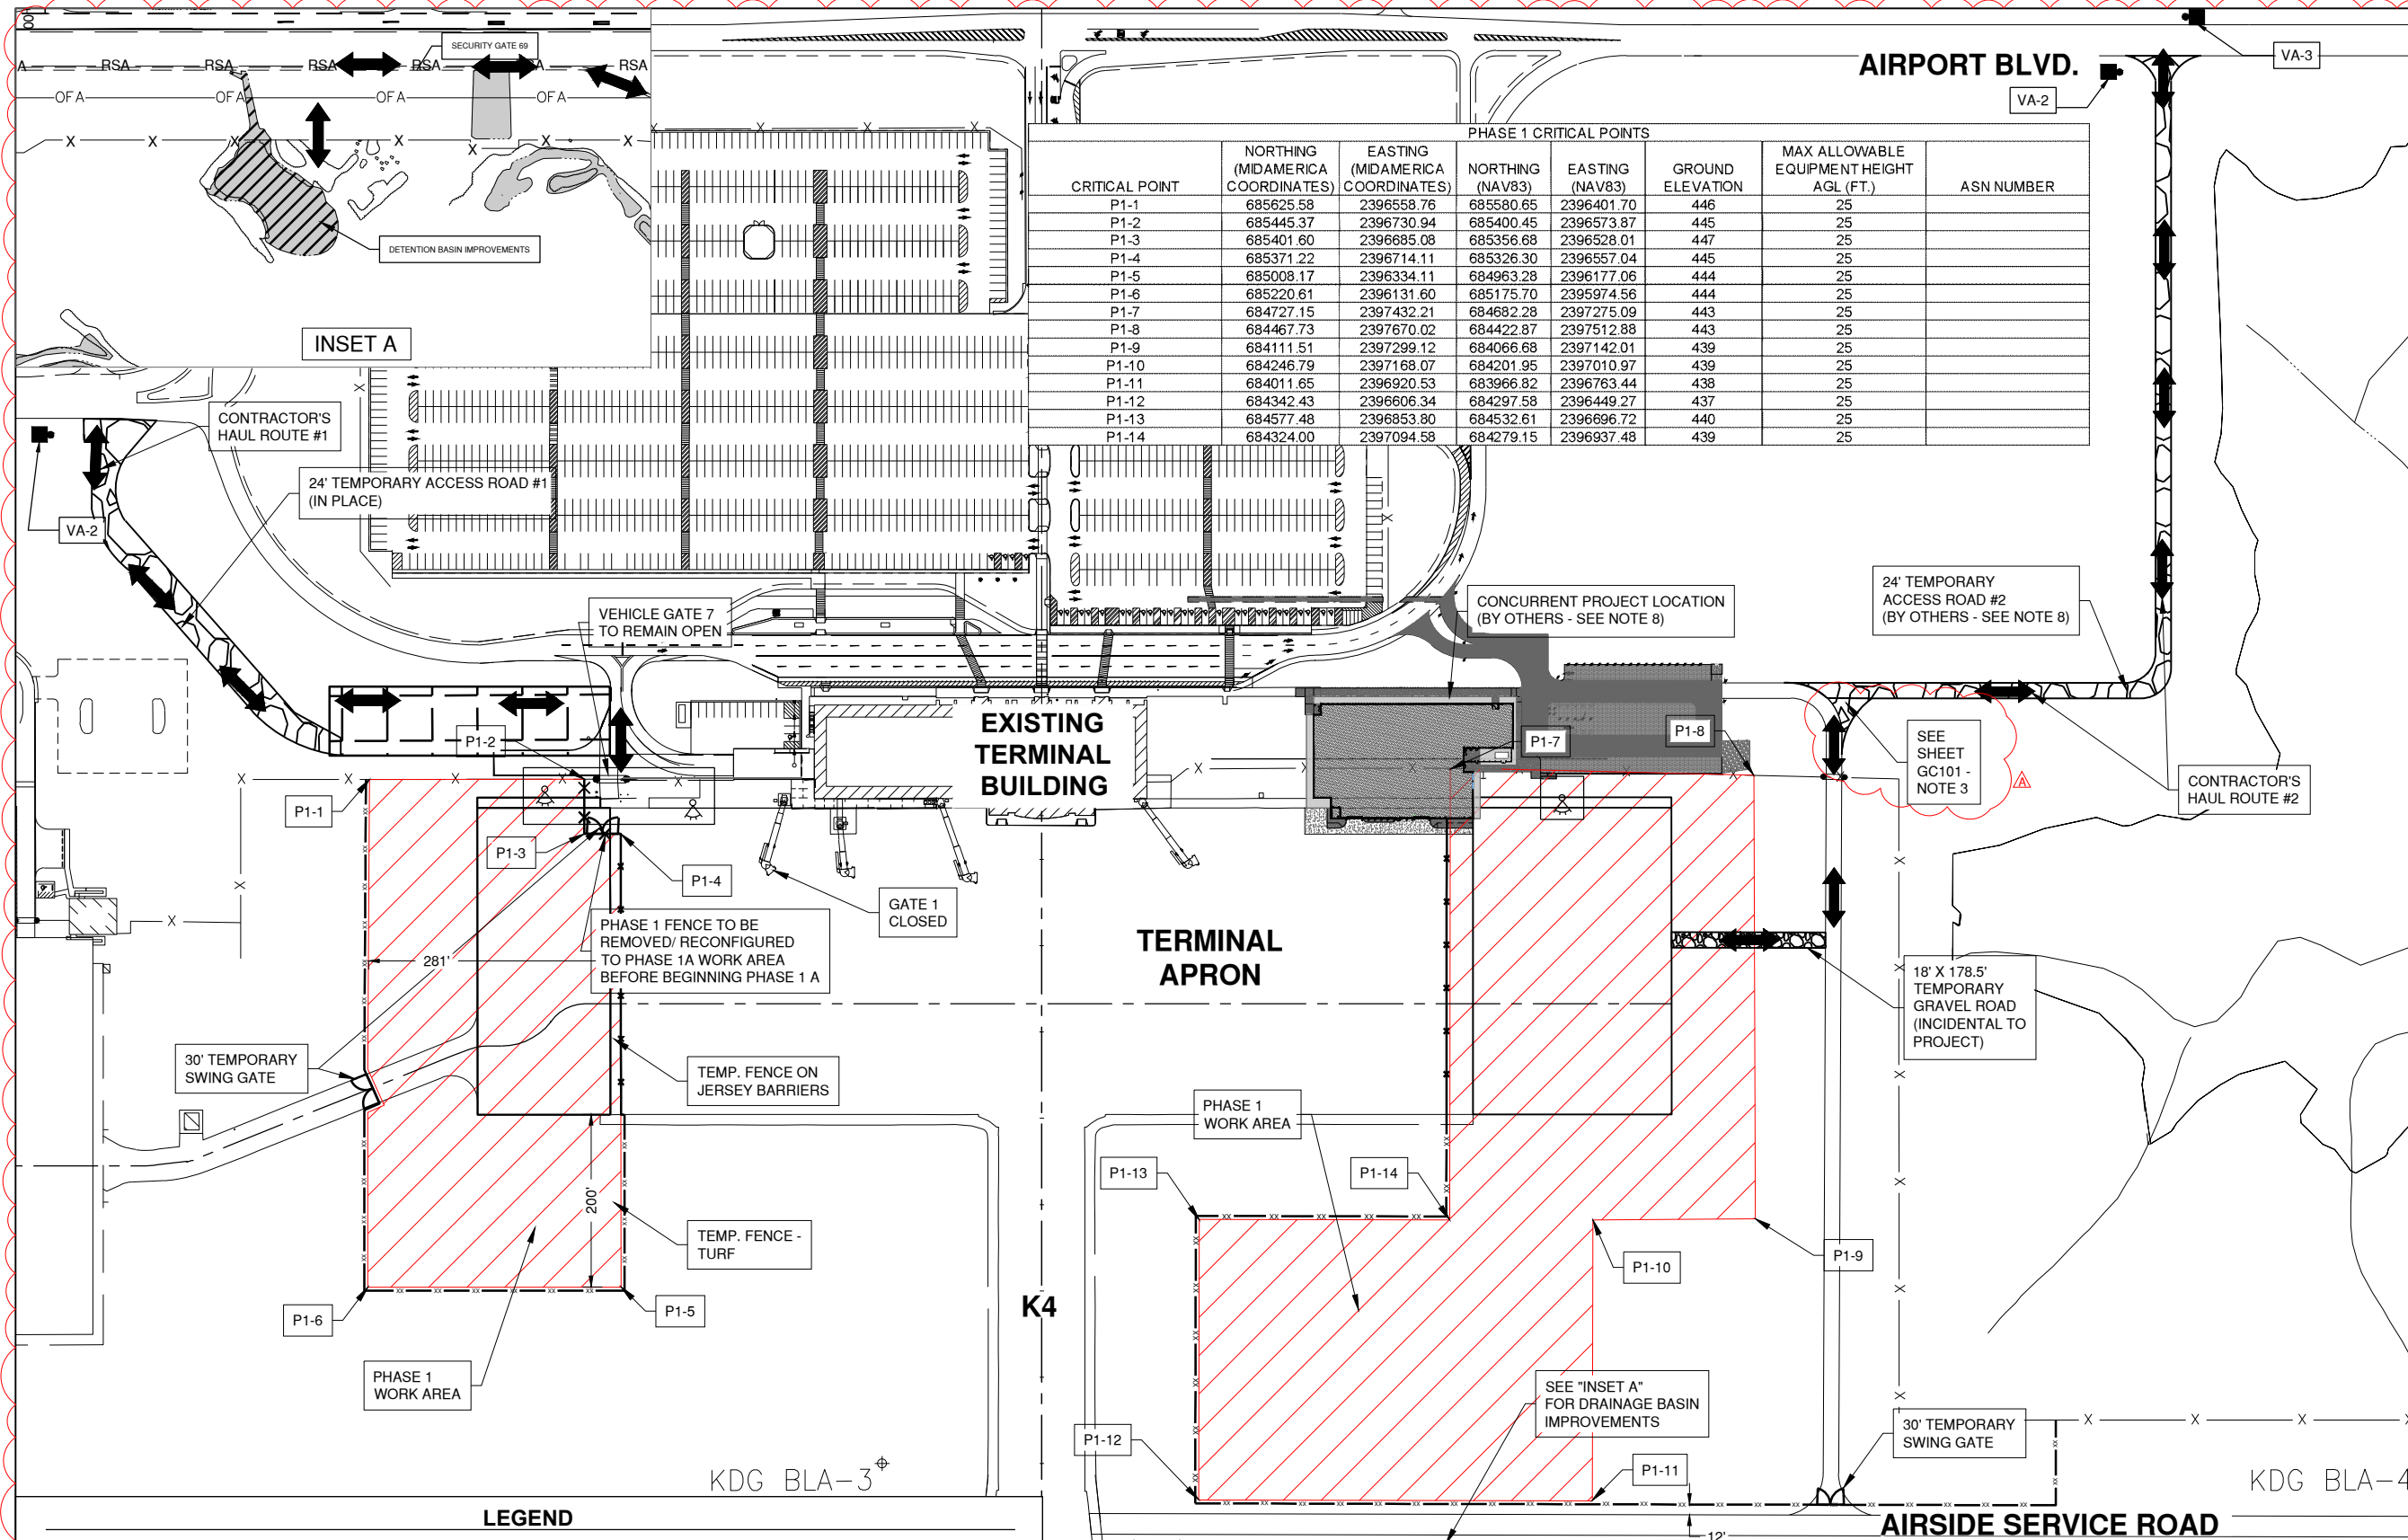 SECURITY GATE 69
RSA
RSA
RSA
RSA
RSA
OFA
OFA
OFA
OFA
DETENTION BASIN IMPROVEMENTS
INSET A
AIRPORT BLVD.
VA-3
VA-2
PHASE 1 CRITICAL POINTS
CRITICAL POINT NORTHING (MIDAMERICA COORDINATES) EASTING (MIDAMERICA COORDINATES) NORTHING (NAV83) EASTING (NAV83) GROUND ELEVATION MAX ALLOWABLE EQUIPMENT HEIGHT AGL (FT.) ASN NUMBER
P1-1 685625.58 2396558.76 685580.65 2396401.70 446 25
P1-2 685445.37 2396730.94 685400.45 2396573.87 445 25
P1-3 685401.60 2396685.08 685356.68 2396528.01 447 25
P1-4 685371.22 2396714.11 685326.30 2396557.04 445 25
P1-5 685008.17 2396334.11 684963.28 2396177.06 444 25
P1-6 685220.61 2396131.60 685175.70 2395974.56 444 25
P1-7 684727.15 2397432.21 684682.28 2397275.09 443 25
P1-8 684467.73 2397670.02 684422.87 2397512.88 443 25
P1-9 684111.51 2397299.12 684066.68 2397142.01 439 25
P1-10 684246.79 2397168.07 684201.95 2397010.97 439 25
P1-11 684011.65 2396920.53 683966.82 2396763.44 438 25
P1-12 684342.43 2396606.34 684297.58 2396449.27 437 25
P1-13 684577.48 2396853.80 684532.61 2396696.72 440 25
P1-14 684324.00 2397094.58 684279.15 2396937.48 439 25
CONTRACTOR'S
HAUL ROUTE #1
24' TEMPORARY ACCESS ROAD #1
(IN PLACE)
VA-2
VEHICLE GATE 7
TO REMAIN OPEN
CONCURRENT PROJECT LOCATION
(BY OTHERS - SEE NOTE 8)
24' TEMPORARY
ACCESS ROAD #2
(BY OTHERS - SEE NOTE 8)
EXISTING
TERMINAL
BUILDING
P1-2
P1-7
P1-8
SEE
SHEET
GC101 -
NOTE 3
A
CONTRACTOR'S
HAUL ROUTE #2
P1-1
P1-3
P1-4
GATE 1
CLOSED
PHASE 1 FENCE TO BE
REMOVED/ RECONFIGURED
TO PHASE 1A WORK AREA
BEFORE BEGINNING PHASE 1 A
281'
TERMINAL
APRON
18' X 178.5'
TEMPORARY
GRAVEL ROAD
(INCIDENTAL TO
PROJECT)
30' TEMPORARY
SWING GATE
TEMP. FENCE ON
JERSEY BARRIERS
PHASE 1
WORK AREA
P1-13
P1-14
200'
TEMP. FENCE -
TURF
P1-9
P1-10
P1-6
P1-5
K4
PHASE 1
WORK AREA
SEE "INSET A"
FOR DRAINAGE BASIN
IMPROVEMENTS
P1-12
30' TEMPORARY
SWING GATE
P1-11
KDG BLA-3
KDG BLA-4
LEGEND
12'
AIRSIDE SERVICE ROAD